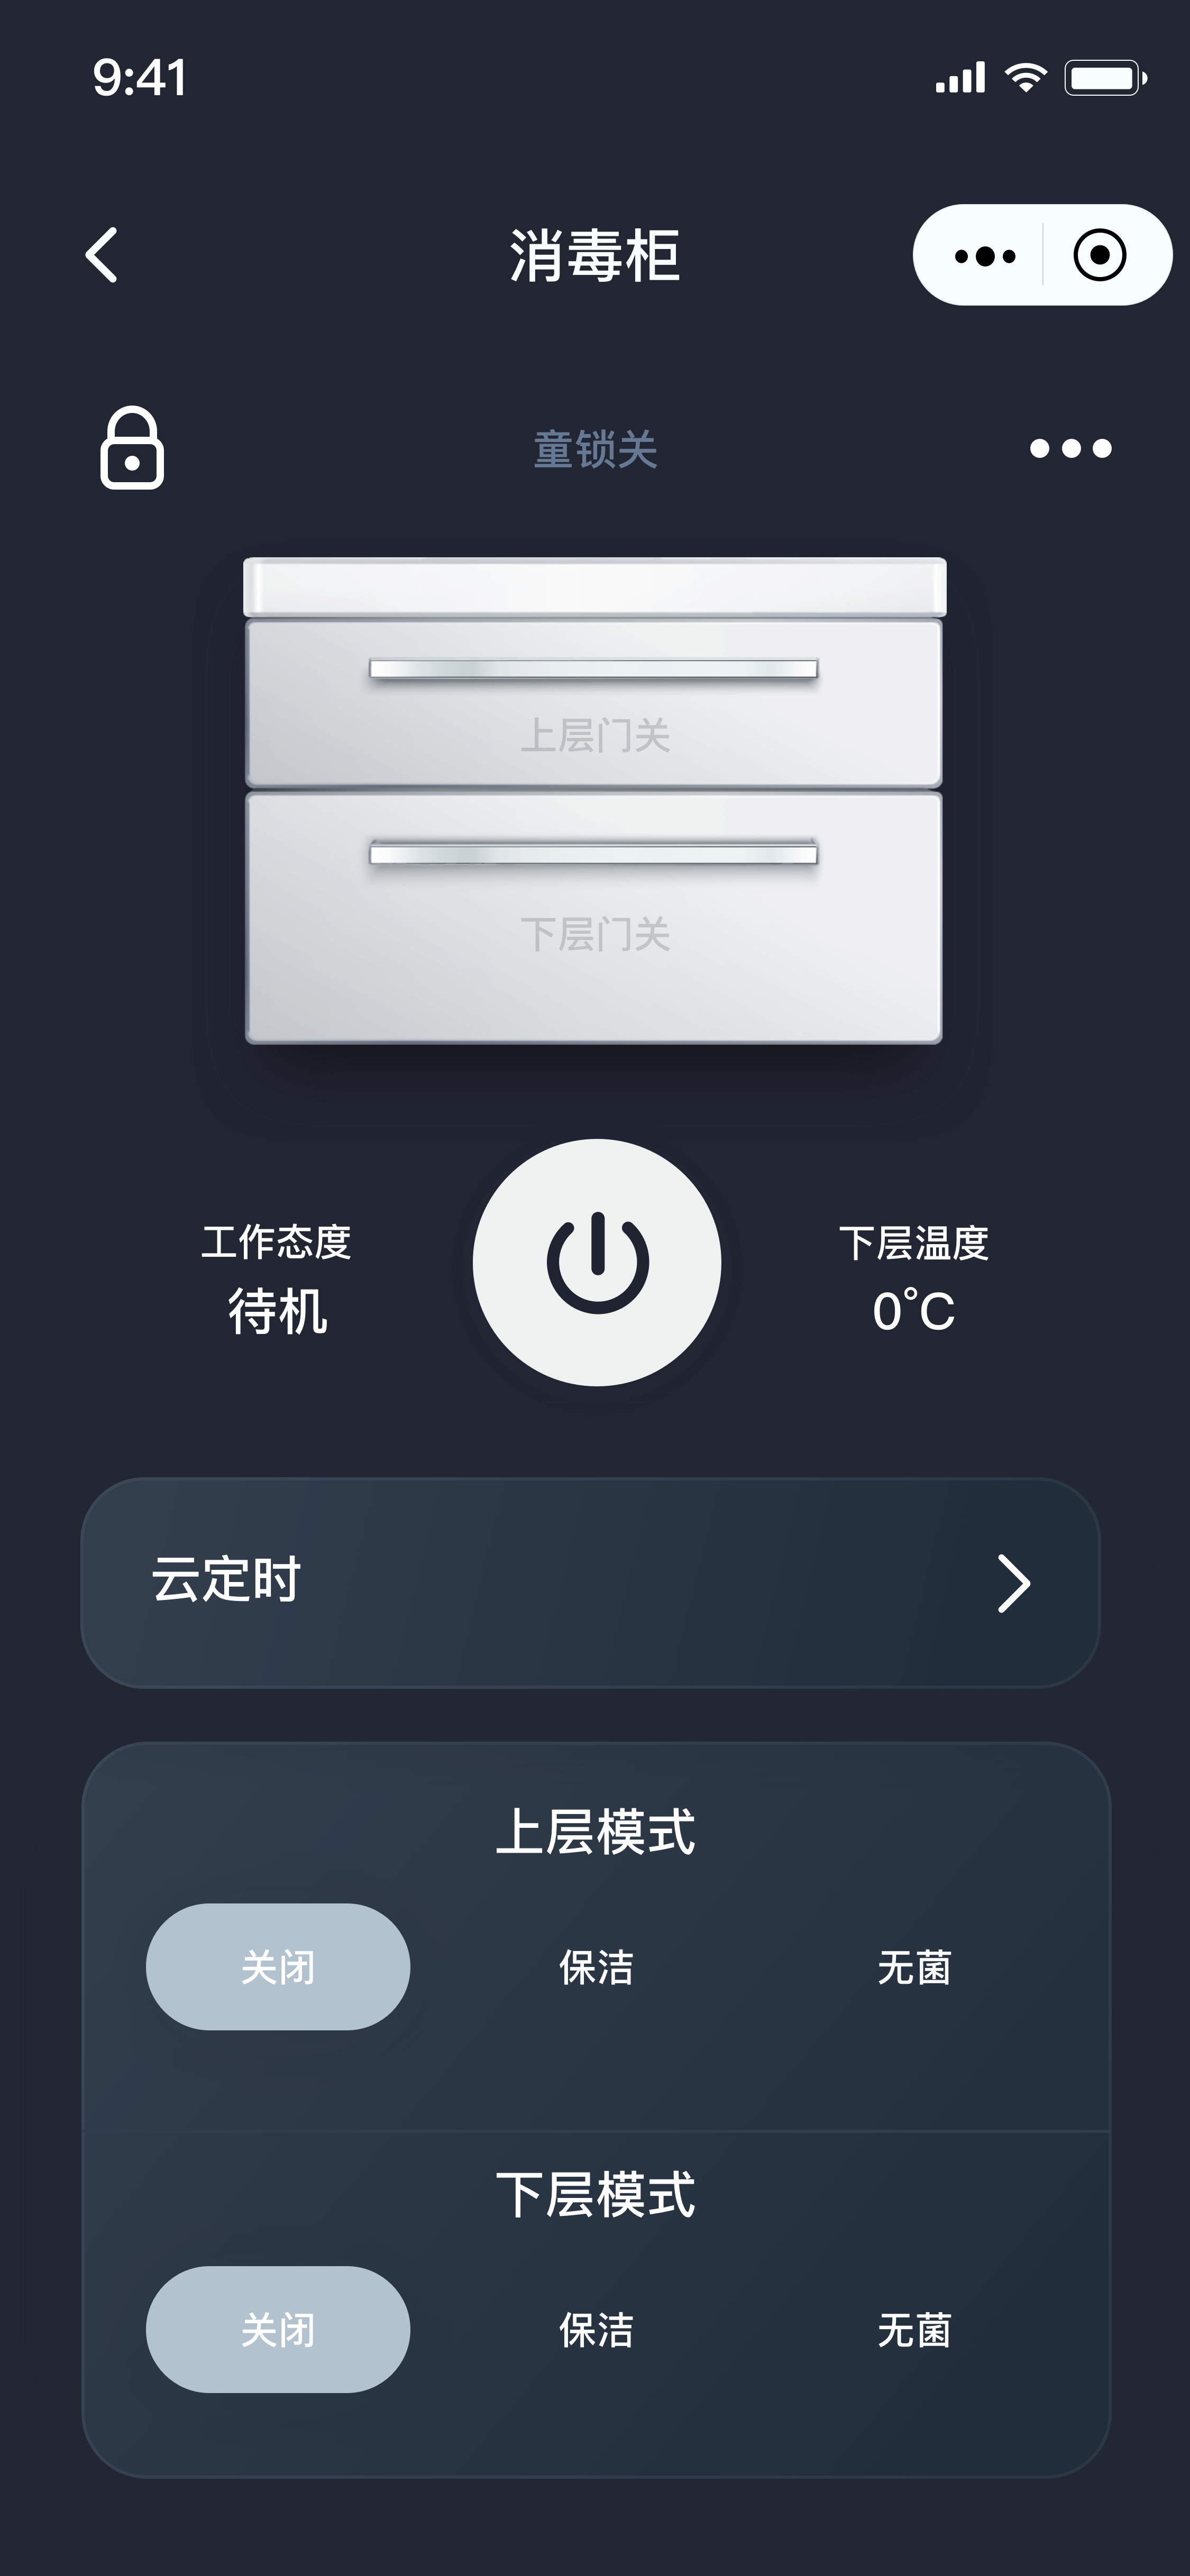 9:41
消毒柜
童锁关
上层门关
下层门关
工作态度
待机
下层温度
0°C
云定时
上层模式
关闭 保洁 无菌
下层模式
关闭 保洁 无菌